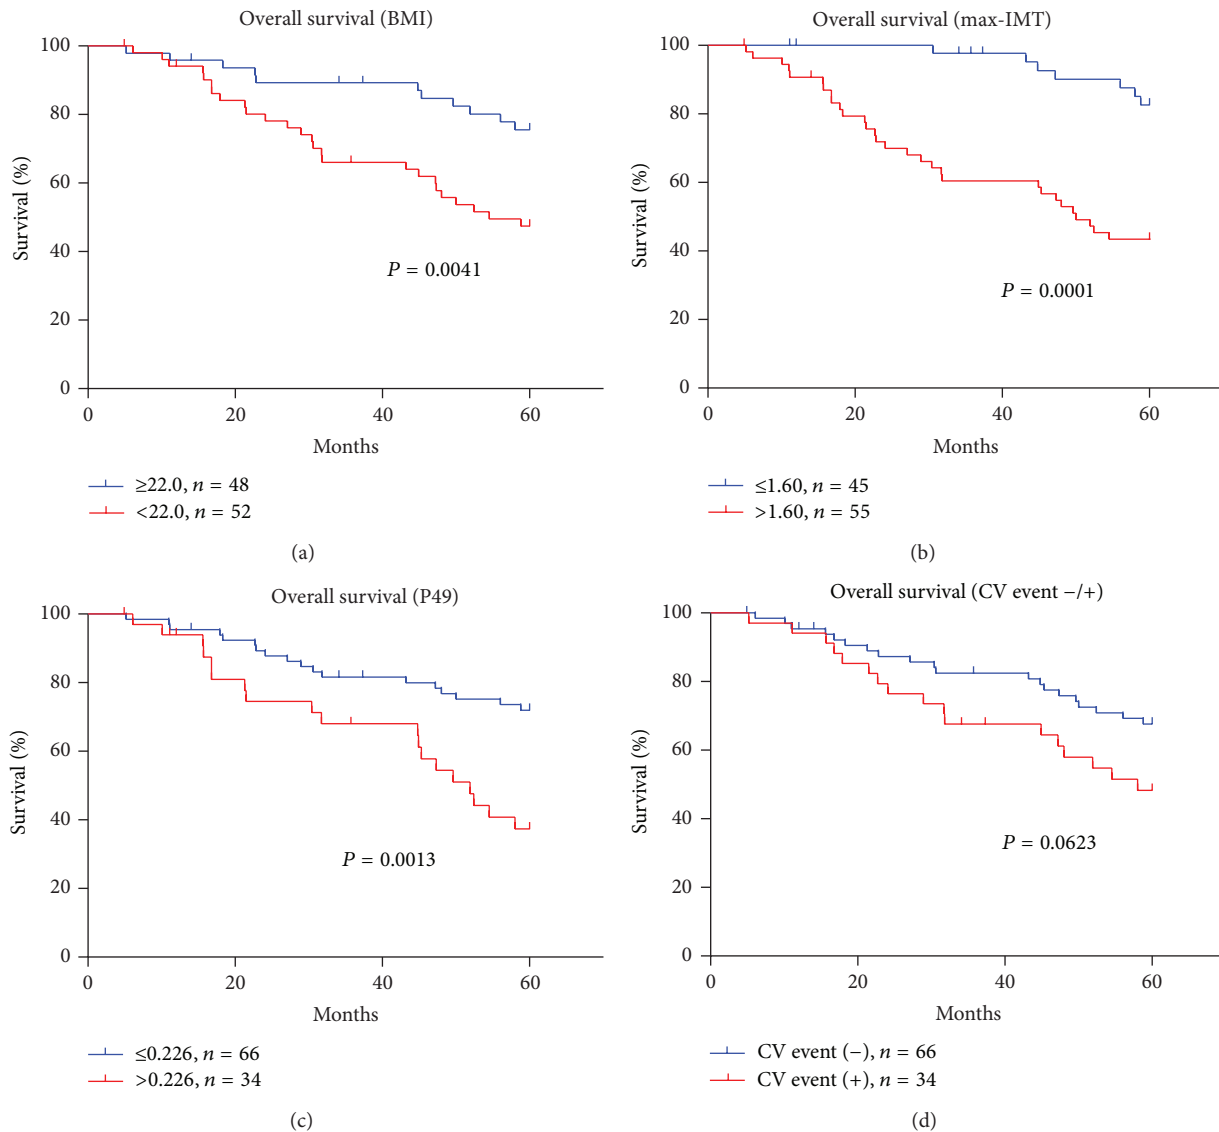 Overall survival (BMI)
100
80
60
40
20
0
Survival (%)
0 20 40 60
Months
P = 0.0041
≥22.0, n = 48
<22.0, n = 52
(a)
Overall survival (max-IMT)
100
80
60
40
20
0
Survival (%)
0 20 40 60
Months
P = 0.0001
≤1.60, n = 45
>1.60, n = 55
(b)
Overall survival (P49)
100
80
60
40
20
0
Survival (%)
0 20 40 60
Months
P = 0.0013
≤0.226, n = 66
>0.226, n = 34
(c)
Overall survival (CV event −/+)
100
80
60
40
20
0
Survival (%)
0 20 40 60
Months
P = 0.0623
CV event (−), n = 66
CV event (+), n = 34
(d)